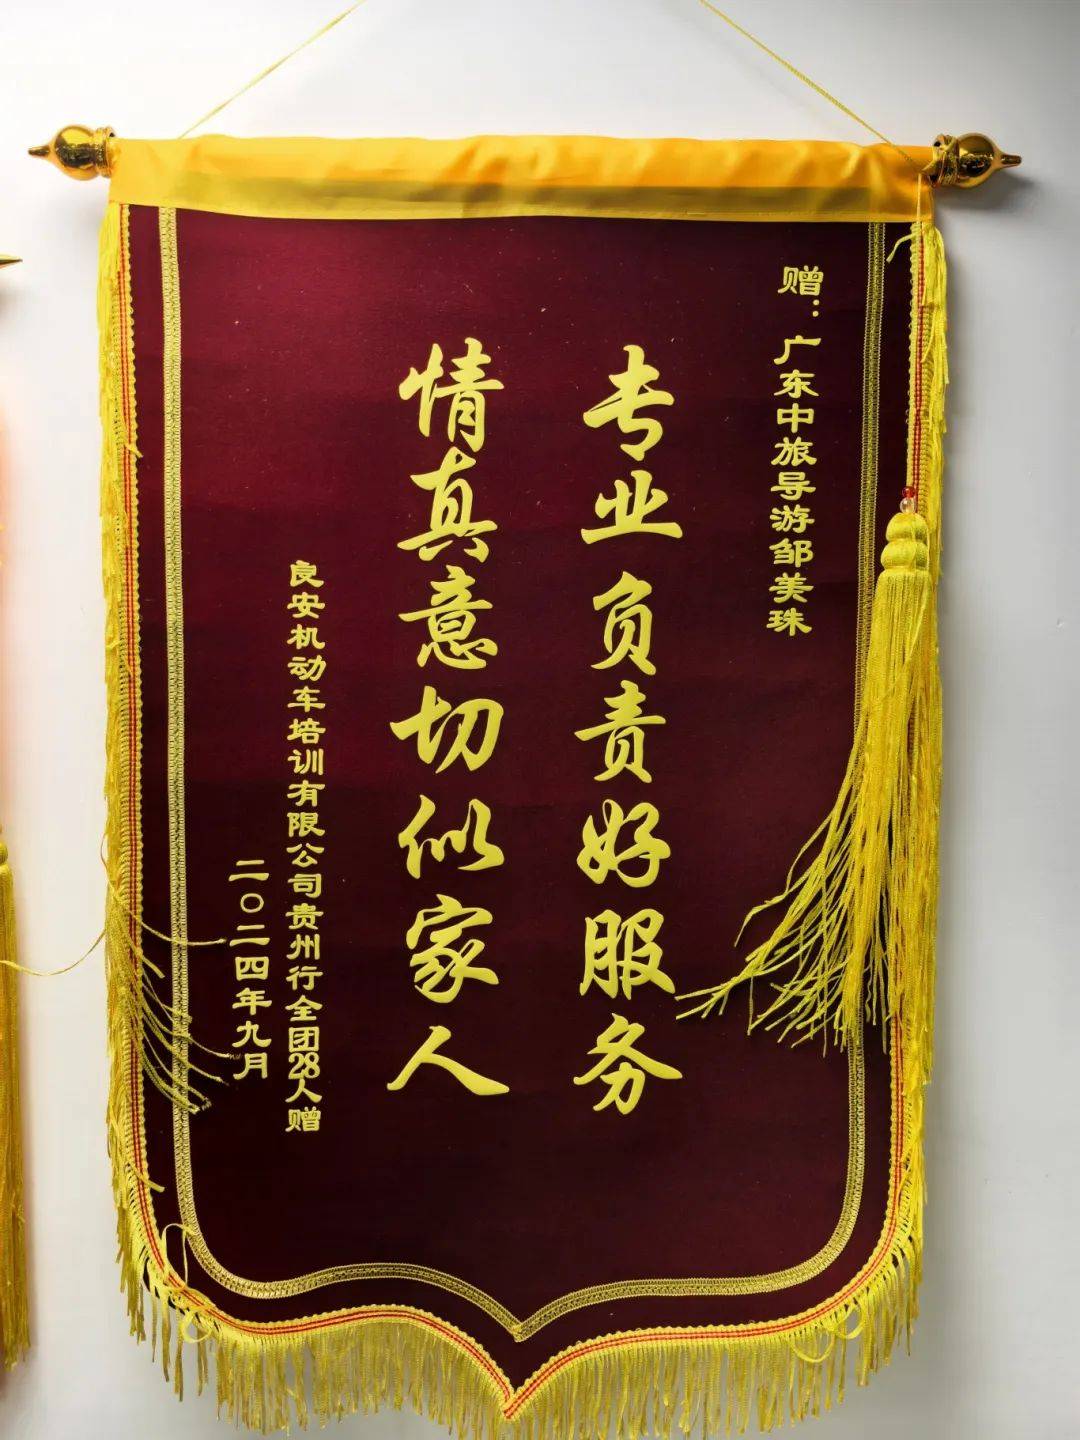 赠：广东中旅导游邹美珠
专业负责好服务
情真意切似家人
良安机动车培训有限公司贵州行全团28人赠
二〇二四年九月